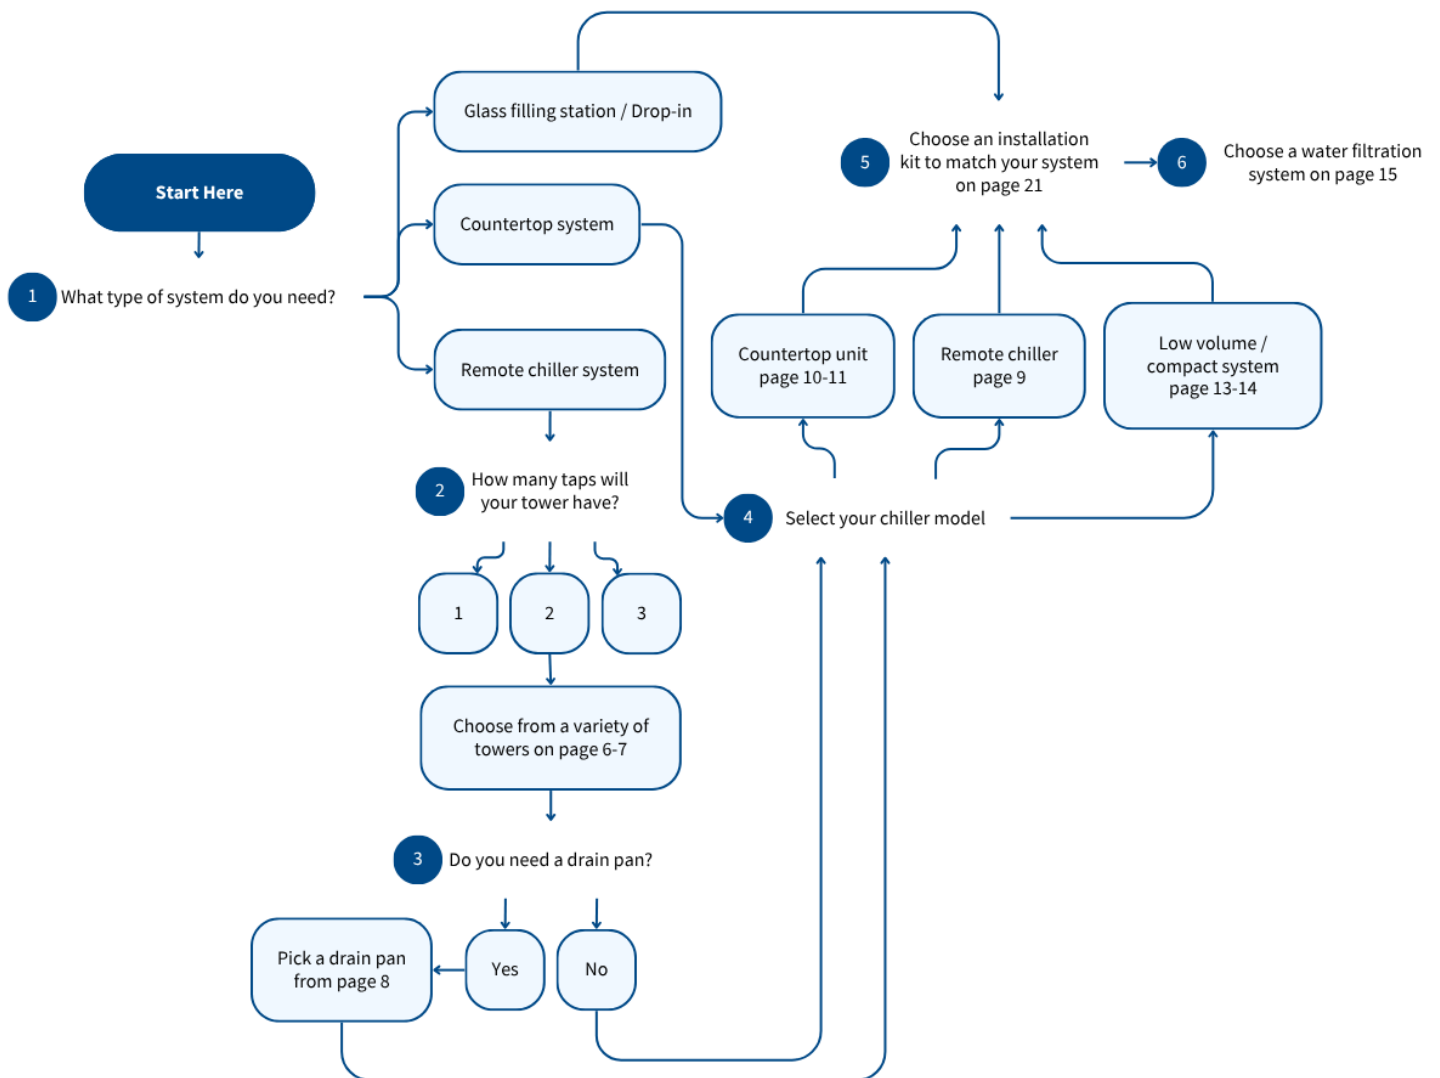 Start Here
1
What type of system do you need?
Glass filling station / Drop-in
Countertop system
Remote chiller system
2
How many taps will
your tower have?
1
2
3
Choose from a variety of
towers on page 6-7
3
Do you need a drain pan?
Yes
No
Pick a drain pan
from page 8
4
Select your chiller model
Countertop unit
page 10-11
Remote chiller
page 9
Low volume /
compact system
page 13-14
5
Choose an installation
kit to match your system
on page 21
6
Choose a water filtration
system on page 15